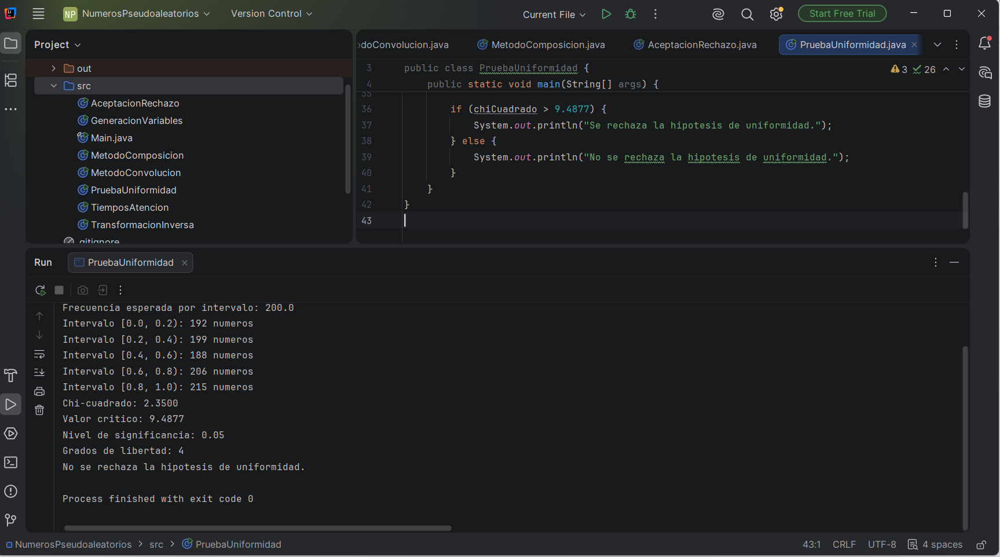 NP NumerosPseudoaleatorios Version Control Current File Start Free Trial
Project
out
src
AceptacionRechazo
GeneracionVariables
Main.java
MetodoComposicion
MetodoConvolucion
PruebaUniformidad
TiemposAtencion
TransformacionInversa
.gitignore
doConvolucion.java MetodoComposicion.java AceptacionRechazo.java PruebaUniformidad.java
3 public class PruebaUniformidad { 3 26
4 public static void main(String[] args) {
35
36 if (chiCuadrado > 9.4877) {
37 System.out.println("Se rechaza la hipotesis de uniformidad.");
38 } else {
39 System.out.println("No se rechaza la hipotesis de uniformidad.");
40 }
41 }
42 }
43
Run PruebaUniformidad
Frecuencia esperada por intervalo: 200.0
Intervalo [0.0, 0.2): 192 numeros
Intervalo [0.2, 0.4): 199 numeros
Intervalo [0.4, 0.6): 188 numeros
Intervalo [0.6, 0.8): 206 numeros
Intervalo [0.8, 1.0): 215 numeros
Chi-cuadrado: 2.3500
Valor critico: 9.4877
Nivel de significancia: 0.05
Grados de libertad: 4
No se rechaza la hipotesis de uniformidad.
Process finished with exit code 0
NumerosPseudoaleatorios > src > PruebaUniformidad 43:1 CRLF UTF-8 4 spaces